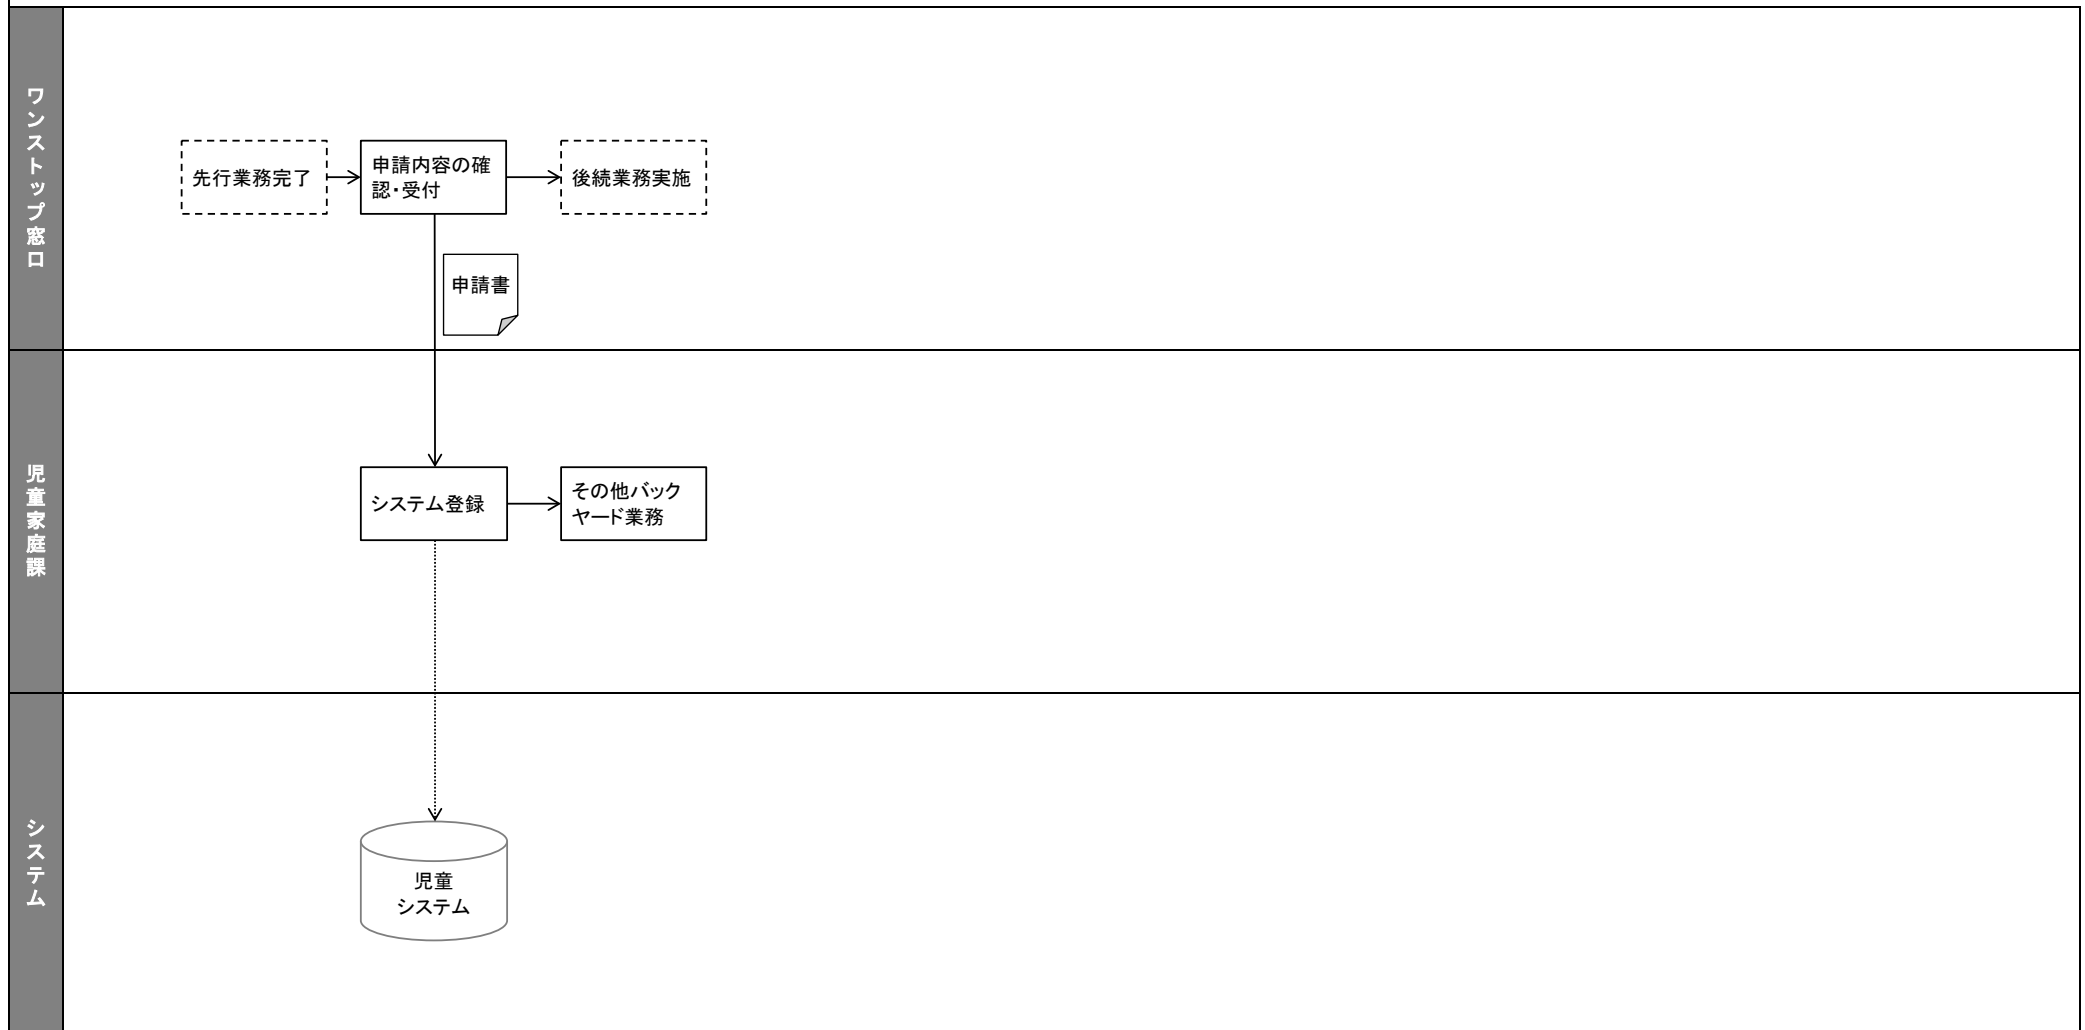 ワンストップ窓口
先行業務完了
申請内容の確
認・受付
後続業務実施
申請書
児童家庭課
システム登録
その他バック
ヤード業務
システム
児童
システム